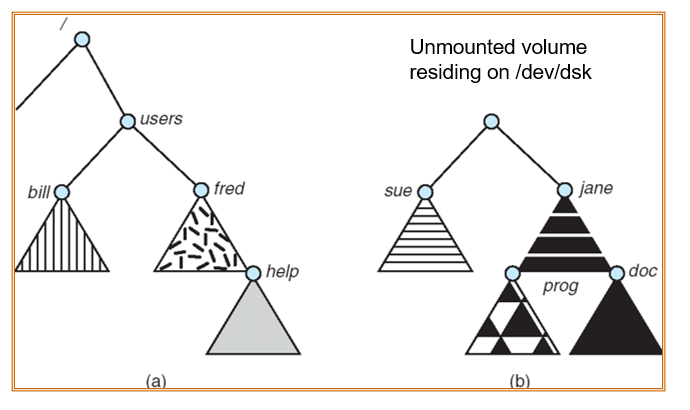 /
Unmounted volume
residing on /dev/dsk
users
bill
fred
sue
jane
help
prog
doc
(a)
(b)